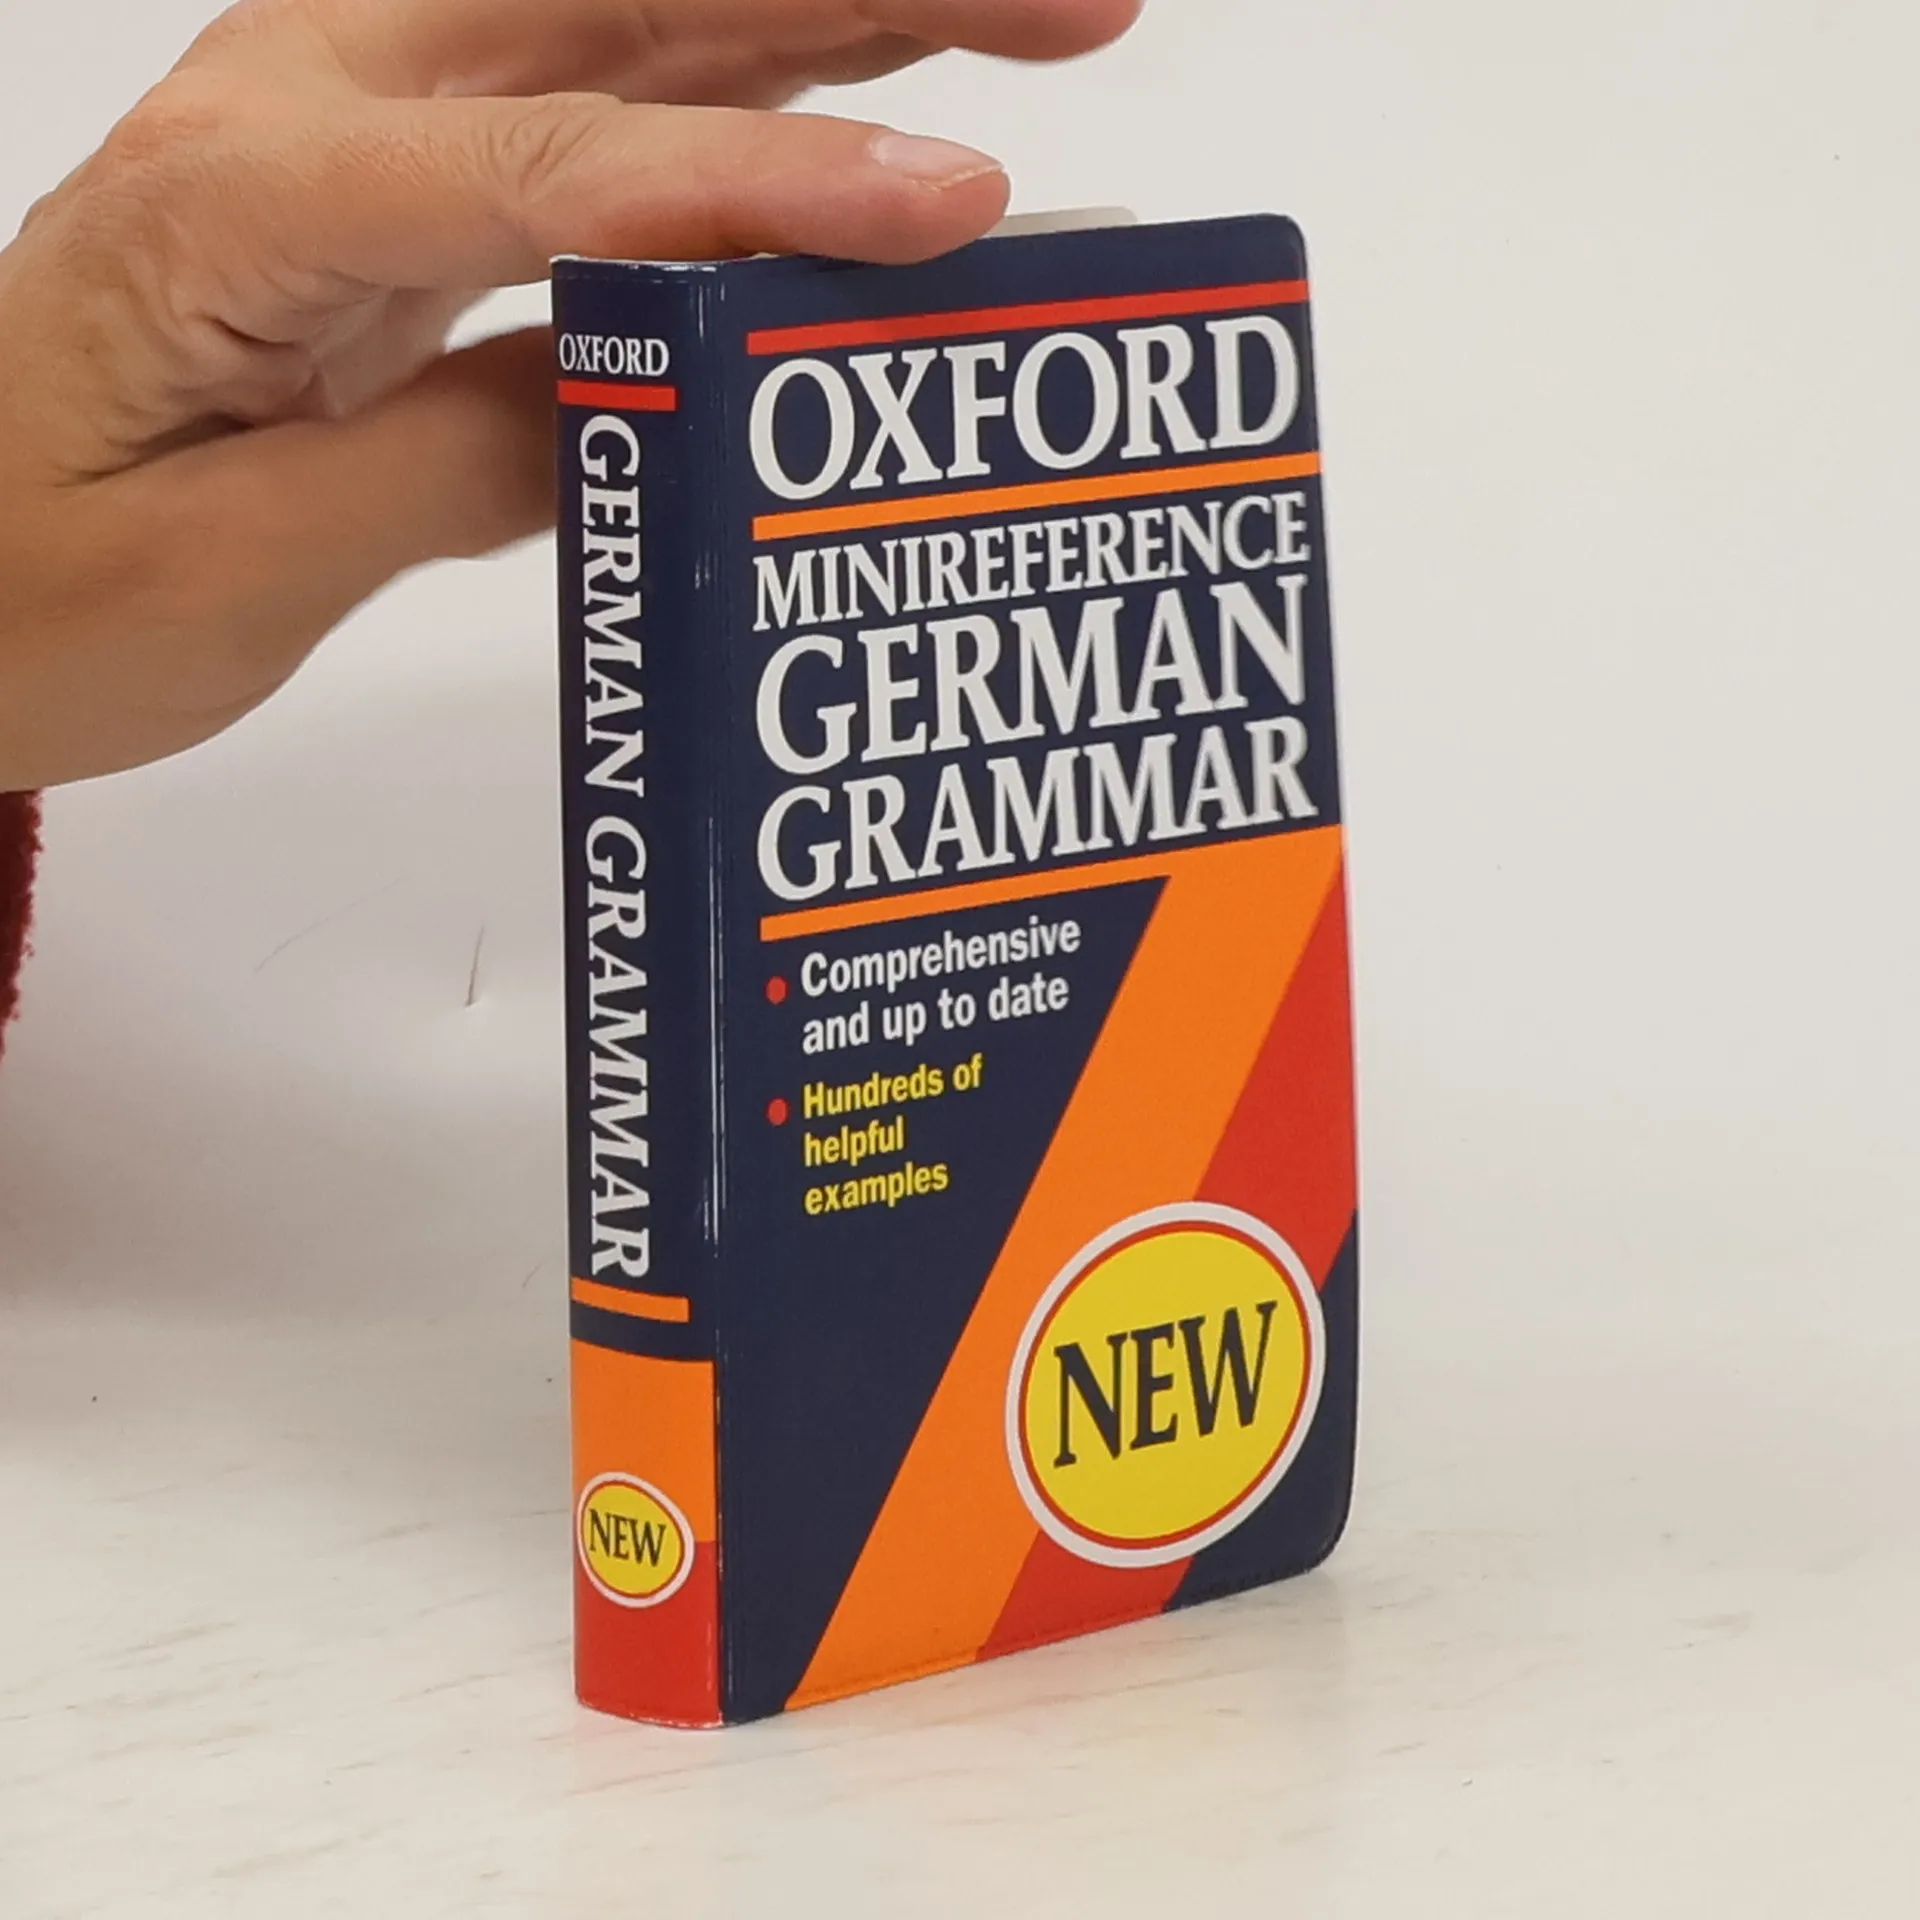 OXFORD
GERMAN GRAMMAR
NEW
OXFORD
MINIREFERENCE
GERMAN
GRAMMAR
Comprehensive
and up to date
Hundreds of
helpful
examples
NEW